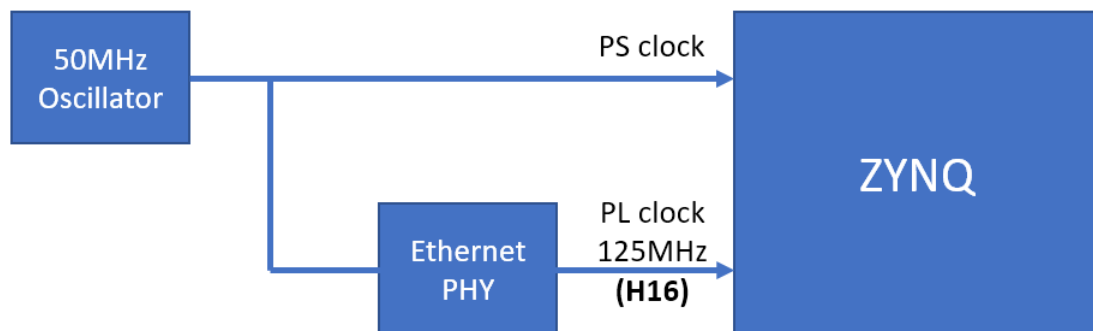 50MHz
Oscillator
PS clock
ZYNQ
Ethernet
PHY
PL clock
125MHz
(H16)